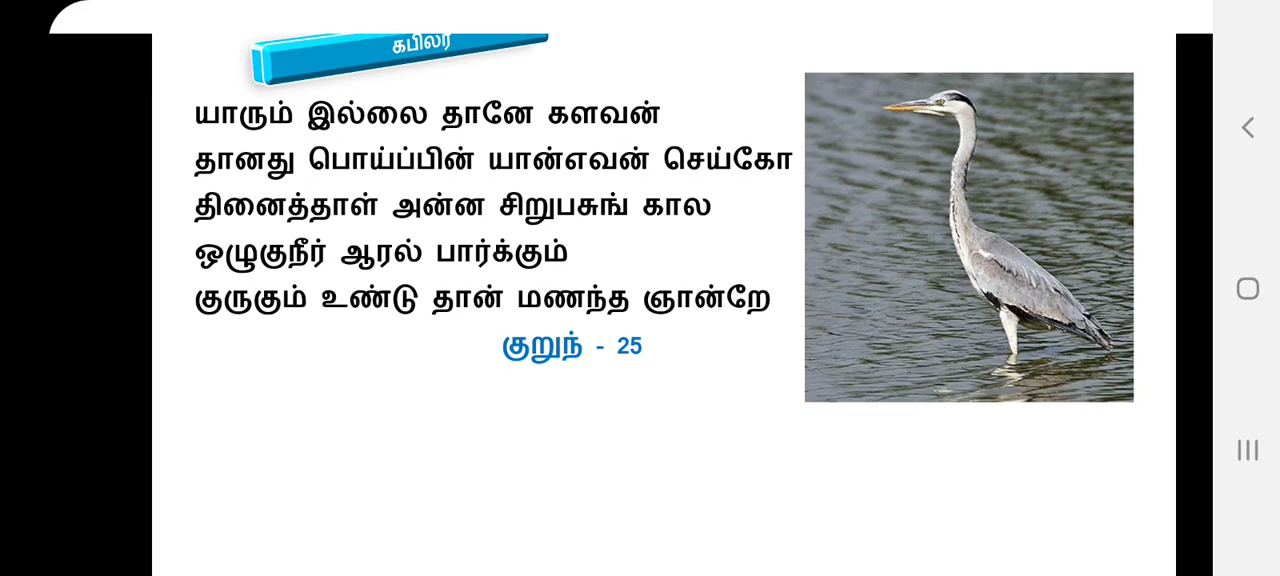 கபிலர்
யாரும் இல்லை தானே களவன்
தானது பொய்ப்பின் யான்எவன் செய்கோ
தினைத்தாள் அன்ன சிறுபசுங் கால
ஒழுகுநீர் ஆரல் பார்க்கும்
குருகும் உண்டு தான் மணந்த ஞான்றே
குறுந் - 25